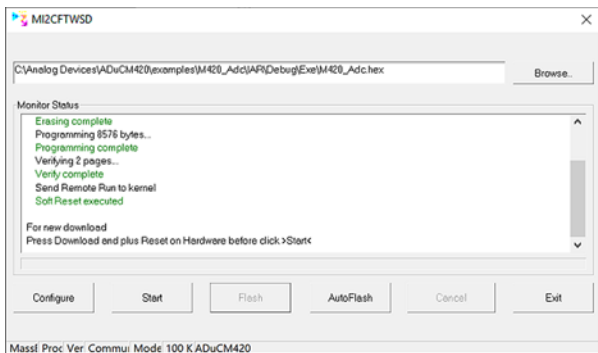 MI2CFTWSD
C:\Analog Devices\ADuCM420\examples\M420_Adc\IAR\Debug\Exe\M420_Adc.hex
Browse..
Monitor Status
Erasing complete
Programming 8576 bytes...
Programming complete
Verifying 2 pages...
Verify complete
Send Remote Run to kernel
Soft Reset executed
For new download
Press Download and plus Reset on Hardware before click >Start<
Configure Start Flash AutoFlash Cancel Exit
MassE Proc Ver Commu Mode 100 K ADuCM420